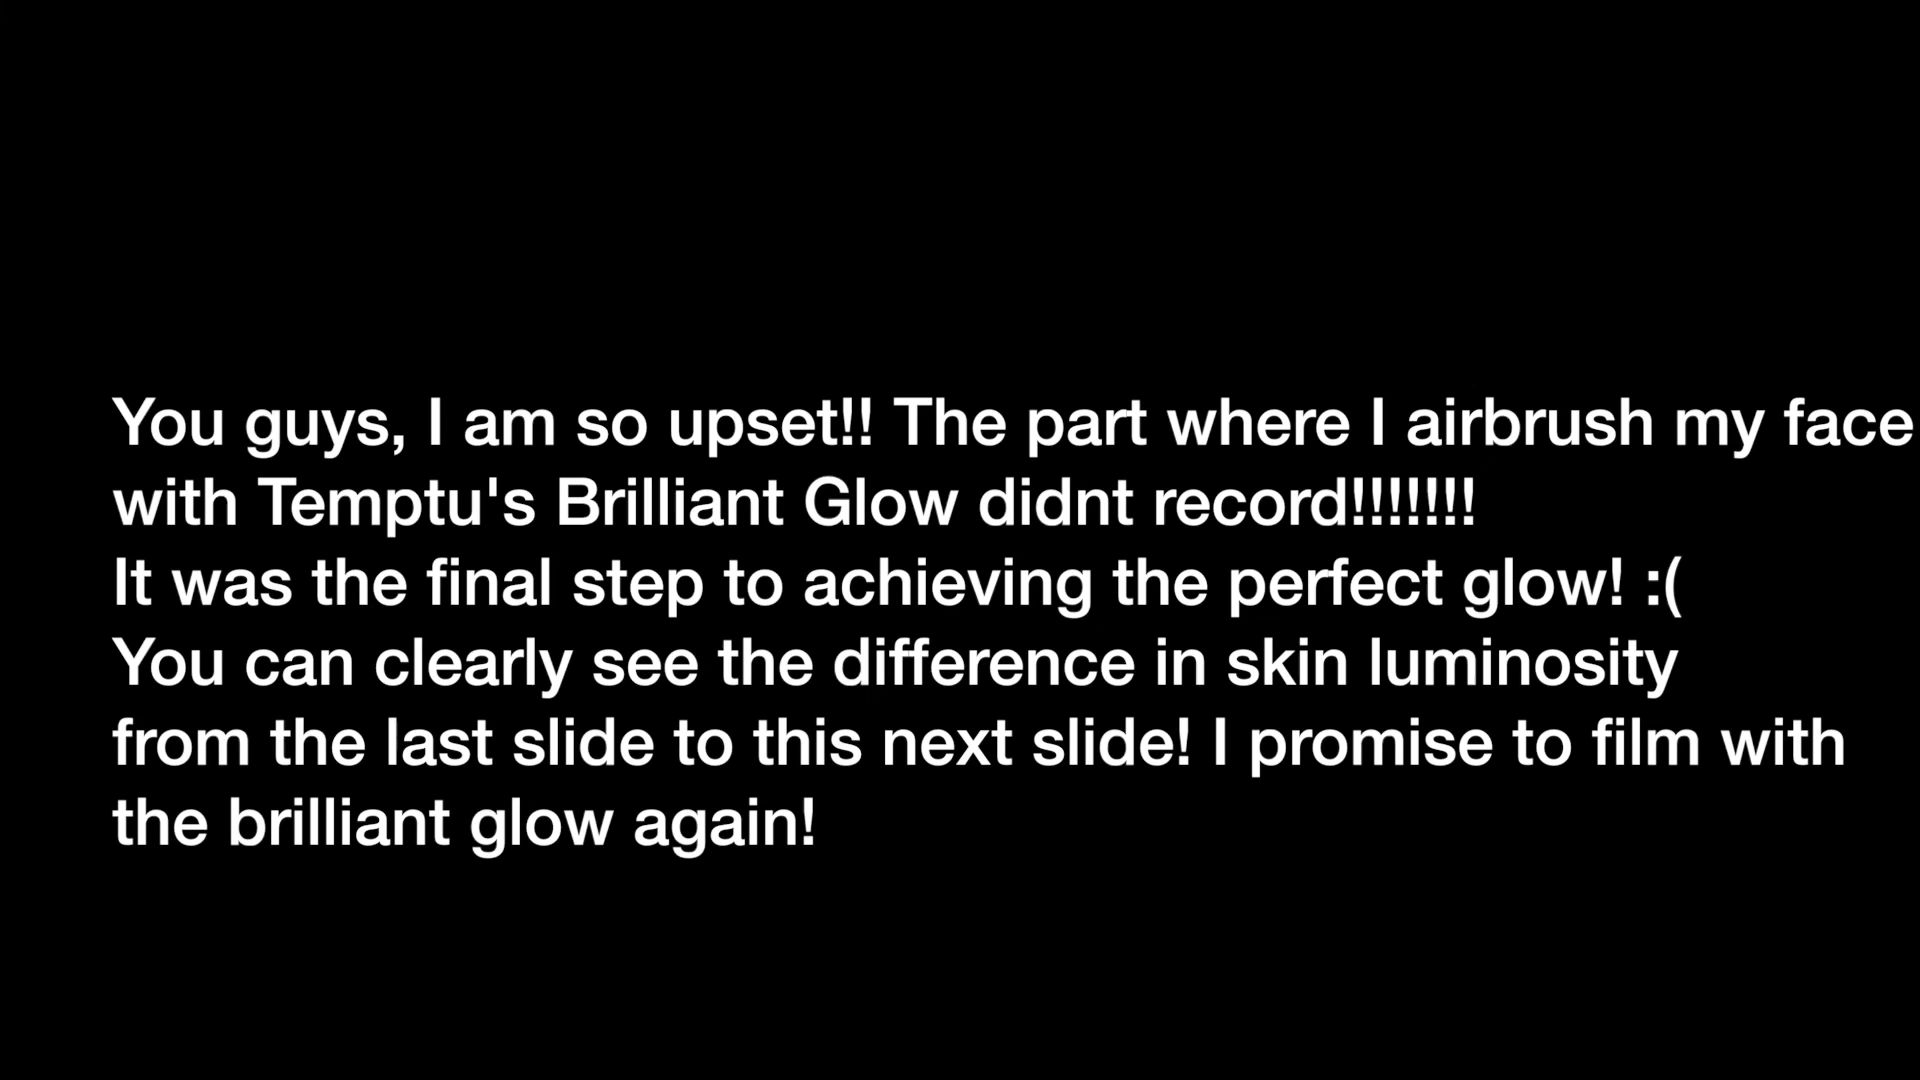 You guys, I am so upset!! The part where I airbrush my face
with Temptu's Brilliant Glow didnt record!!!!!!!
It was the final step to achieving the perfect glow! :(
You can clearly see the difference in skin luminosity
from the last slide to this next slide! I promise to film with
the brilliant glow again!